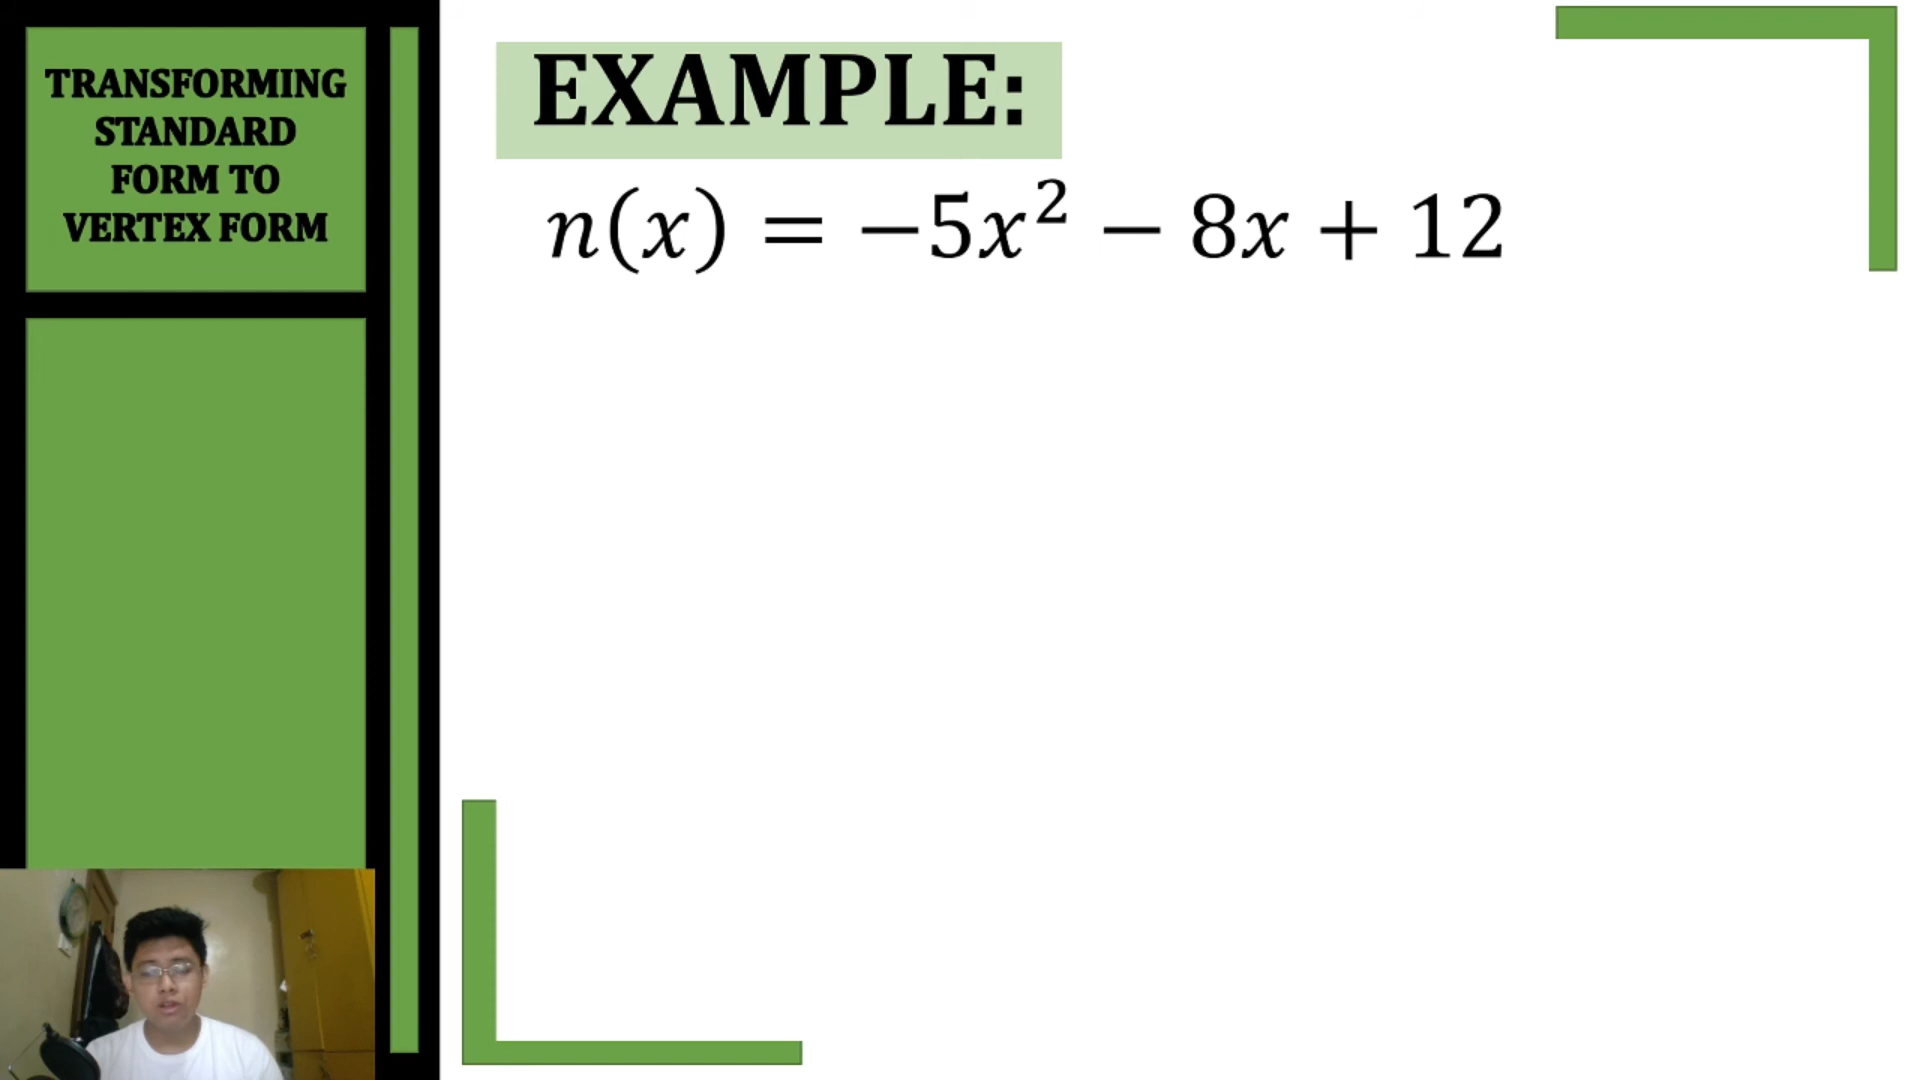 TRANSFORMING
STANDARD
FORM TO
VERTEX FORM
EXAMPLE:
n(x) = −5x² − 8x + 12